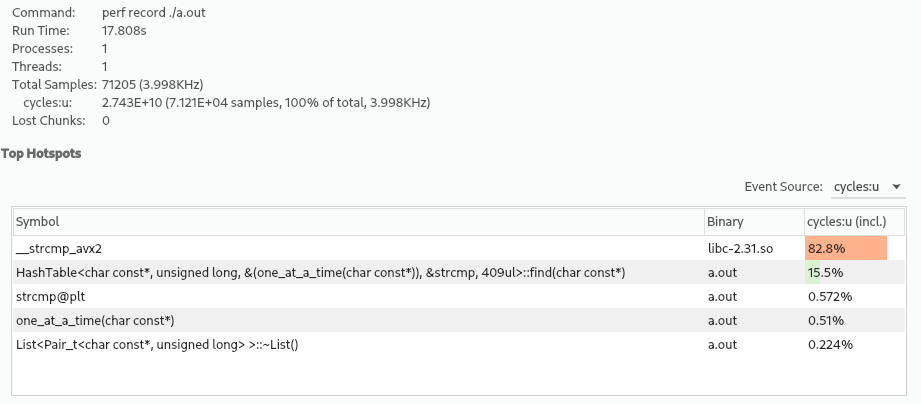 Command: perf record ./a.out
Run Time: 17.808s
Processes: 1
Threads: 1
Total Samples: 71205 (3.998KHz)
cycles:u: 2.743E+10 (7.121E+04 samples, 100% of total, 3.998KHz)
Lost Chunks: 0
Top Hotspots
Event Source: cycles:u
Symbol Binary cycles:u (incl.)
__strcmp_avx2 libc-2.31.so 82.8%
HashTable<char const*, unsigned long, &(one_at_a_time(char const*)), &strcmp, 409ul>::find(char const*) a.out 15.5%
strcmp@plt a.out 0.572%
one_at_a_time(char const*) a.out 0.51%
List<Pair_t<char const*, unsigned long> >::~List() a.out 0.224%